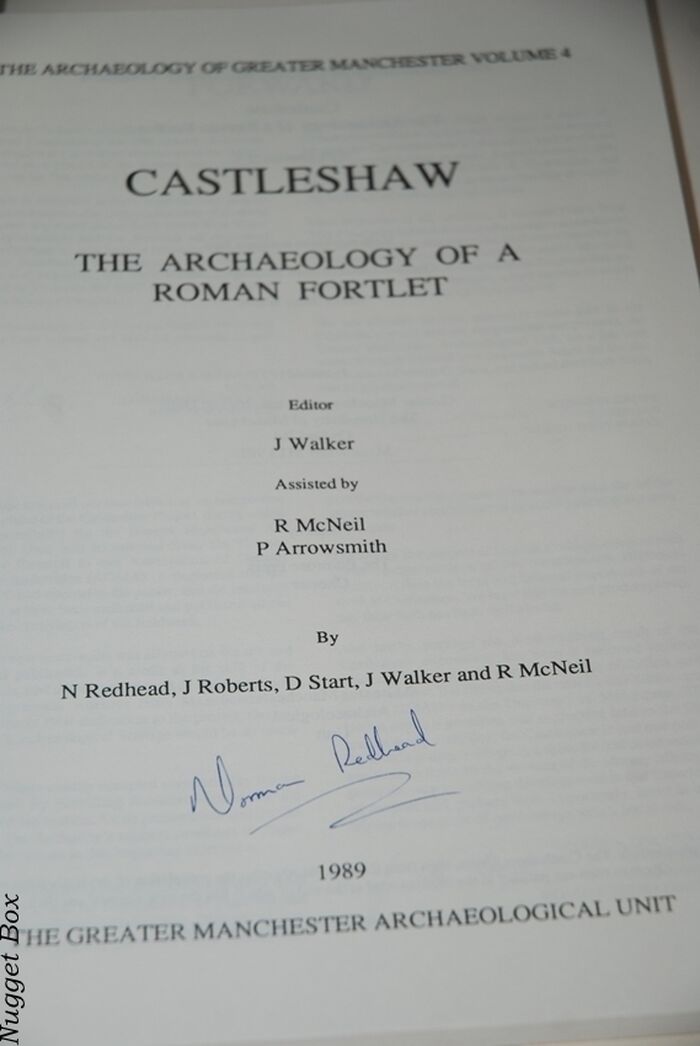 THE ARCHAEOLOGY OF GREATER MANCHESTER VOLUME 4
CASTLESHAW
THE ARCHAEOLOGY OF A
ROMAN FORTLET
Editor
J Walker
Assisted by
R McNeil
P Arrowsmith
By
N Redhead, J Roberts, D Start, J Walker and R McNeil
Norman Redhead
1989
THE GREATER MANCHESTER ARCHAEOLOGICAL UNIT
Nugget Box